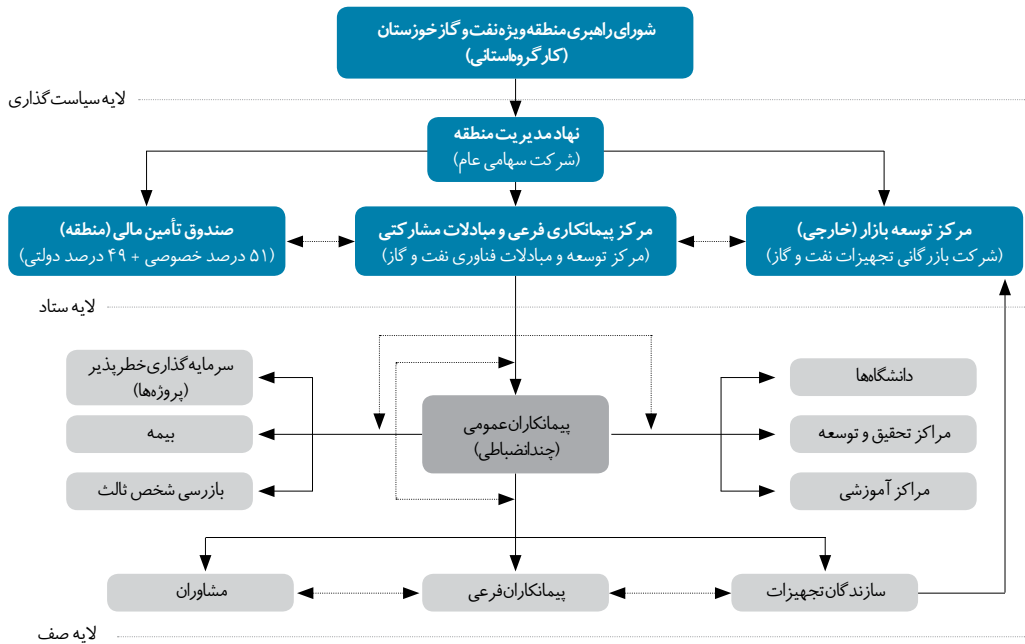 شورای راهبری منطقه ویژه نفت و گاز خوزستان
(کارگروه استانی)
لایه سیاست‌گذاری
نهاد مدیریت منطقه
(شرکت سهامی عام)
مرکز توسعه بازار (خارجی)
(شرکت بازرگانی تجهیزات نفت و گاز)
مرکز پیمانکاری فرعی و مبادلات مشارکتی
(مرکز توسعه و مبادلات فناوری نفت و گاز)
صندوق تأمین مالی (منطقه)
(۵۱ درصد خصوصی + ۴۹ درصد دولتی)
لایه ستاد
دانشگاه‌ها
مراکز تحقیق و توسعه
مراکز آموزشی
پیمانکاران عمومی
(چندانضباطی)
سرمایه‌گذاری خطرپذیر
(پروژه‌ها)
بیمه
بازرسی شخص ثالث
سازندگان تجهیزات
پیمانکاران فرعی
مشاوران
لایه صف